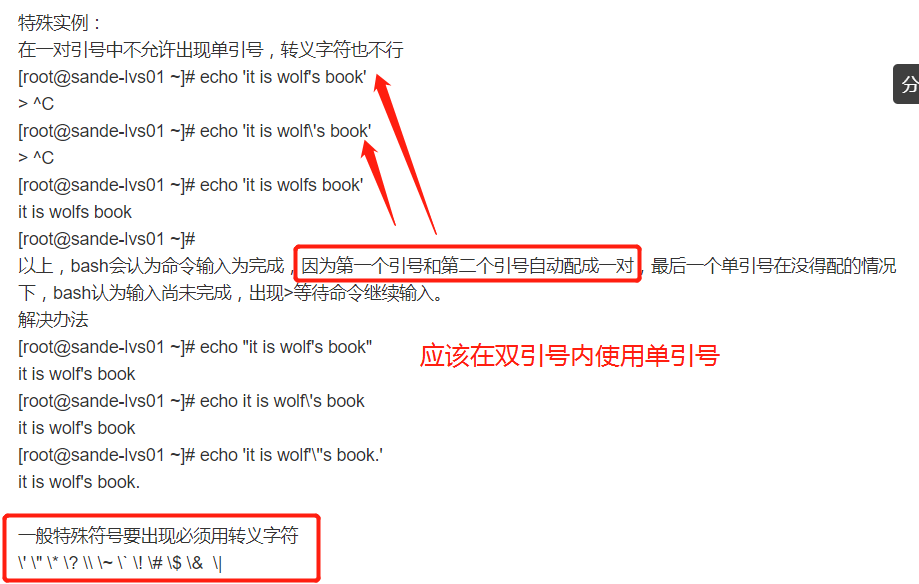 特殊实例：
在一对引号中不允许出现单引号，转义字符也不行
[root@sande-lvs01 ~]# echo 'it is wolf's book'
> ^C
[root@sande-lvs01 ~]# echo 'it is wolf\'s book'
> ^C
[root@sande-lvs01 ~]# echo 'it is wolfs book'
it is wolfs book
[root@sande-lvs01 ~]#
以上，bash会认为命令输入为完成，因为第一个引号和第二个引号自动配成一对，最后一个单引号在没得配的情况
下，bash认为输入尚未完成，出现>等待命令继续输入。
解决办法
[root@sande-lvs01 ~]# echo "it is wolf's book"
应该在双引号内使用单引号
it is wolf's book
[root@sande-lvs01 ~]# echo it is wolf\'s book
it is wolf's book
[root@sande-lvs01 ~]# echo 'it is wolf'\''s book.'
it is wolf's book.
一般特殊符号要出现必须用转义字符
\' \" \* \? \\ \~ \` \! \# \$ \& \|
分